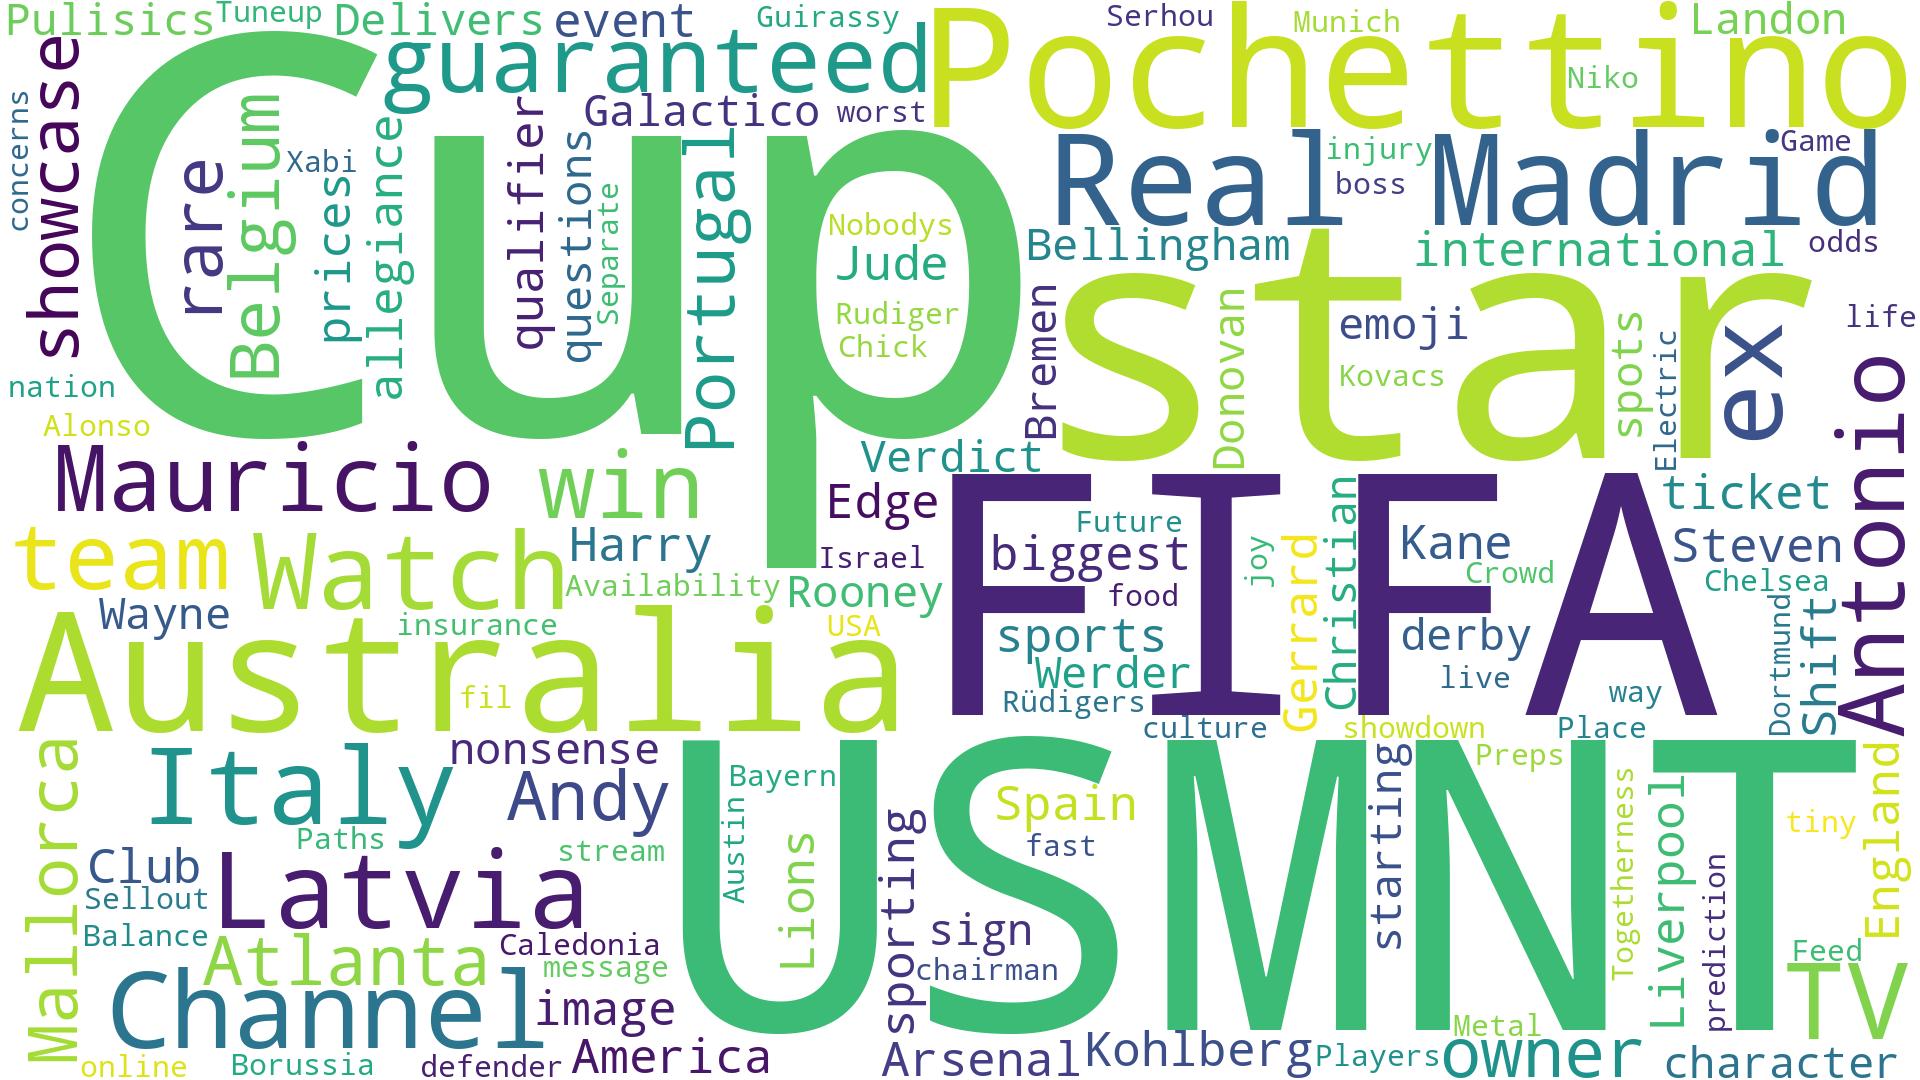 Pulisics
Tuneup
Delivers
event
Guirassy
Serhou
Munich
Landon
guaranteed
Pochettino
Niko
Galactico
worst
showcase
concerns
Cup
rare
Belgium
Xabi
prices
allegiance
qualifier
questions
Separate
Portugal
Real
injury
boss
Madrid
Game
Nobodys
Jude
Rudiger
Chick
Bellingham
international
odds
star
Bremen
Donovan
emoji
Kovacs
spots
Electric
ex
life
nation
Alonso
Antonio
Mauricio
win
Verdict
Edge
FIFA
ticket
team
Watch
Harry
Israel
Future
biggest
food
joy
Gerrard
Christian
Kane
Crowd
Steven
Chelsea
Wayne
Availability
Rooney
insurance
USA
sports
Werder
Rüdigers
derby
live
way
Dortmund
Shift
Australia
fil
culture
showdown
Place
Mallorca
Italy
nonsense
Andy
USMNT
Bayern
Austin
Lions
Spain
fast
starting
Preps
Togetherness
Liverpool
prediction
tiny
England
Paths
stream
Club
Sellout
Balance
Latvia
sporting
sign
chairman
Atlanta
Caledonia
message
Feed
TV
Channel
image
Metal
online
Borussia
defender
America
Arsenal
Kohlberg
Players
owner
character